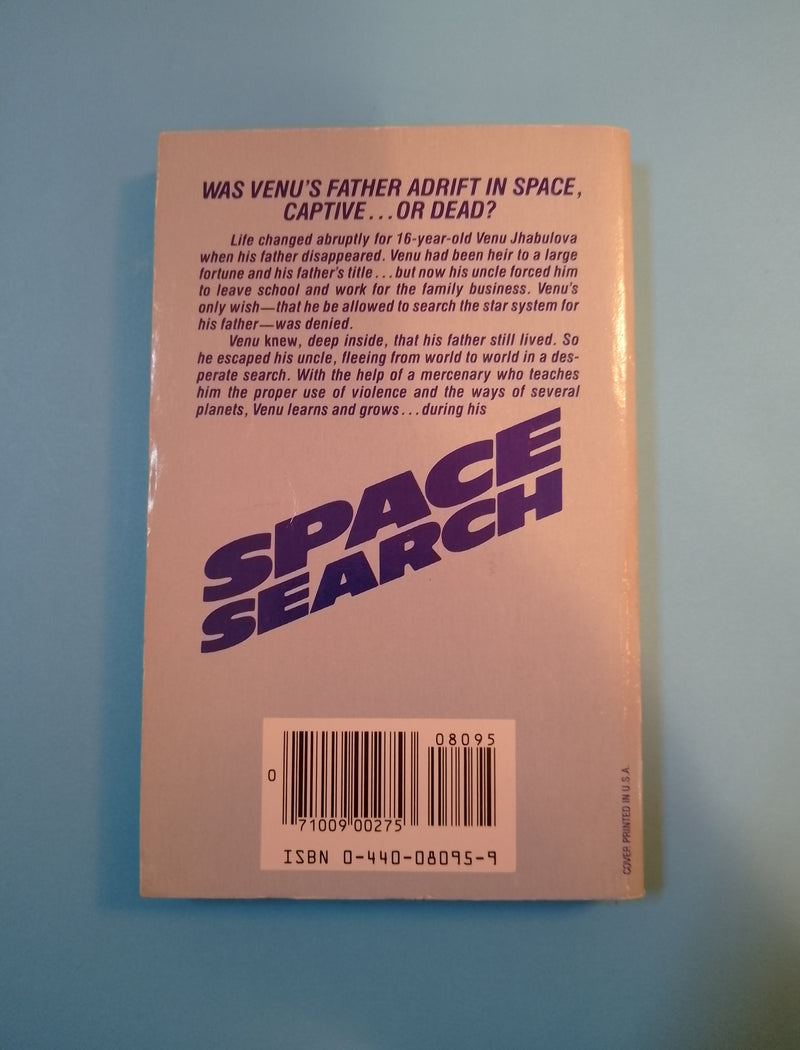 WAS VENU'S FATHER ADRIFT IN SPACE,
CAPTIVE...OR DEAD?
Life changed abruptly for 16-year-old Venu Jhabulova
when his father disappeared. Venu had been heir to a large
fortune and his father's title...but now his uncle forced him
to leave school and work for the family business. Venu's
only wish—that he be allowed to search the star system for
his father—was denied.
Venu knew, deep inside, that his father still lived. So
he escaped his uncle, fleeing from world to world in a des-
perate search. With the help of a mercenary who teaches
him the proper use of violence and the ways of several
planets, Venu learns and grows...during his
SPACE
SEARCH
08095
0
71009 00275
ISBN 0-440-08095-9
COVER PRINTED IN U.S.A.